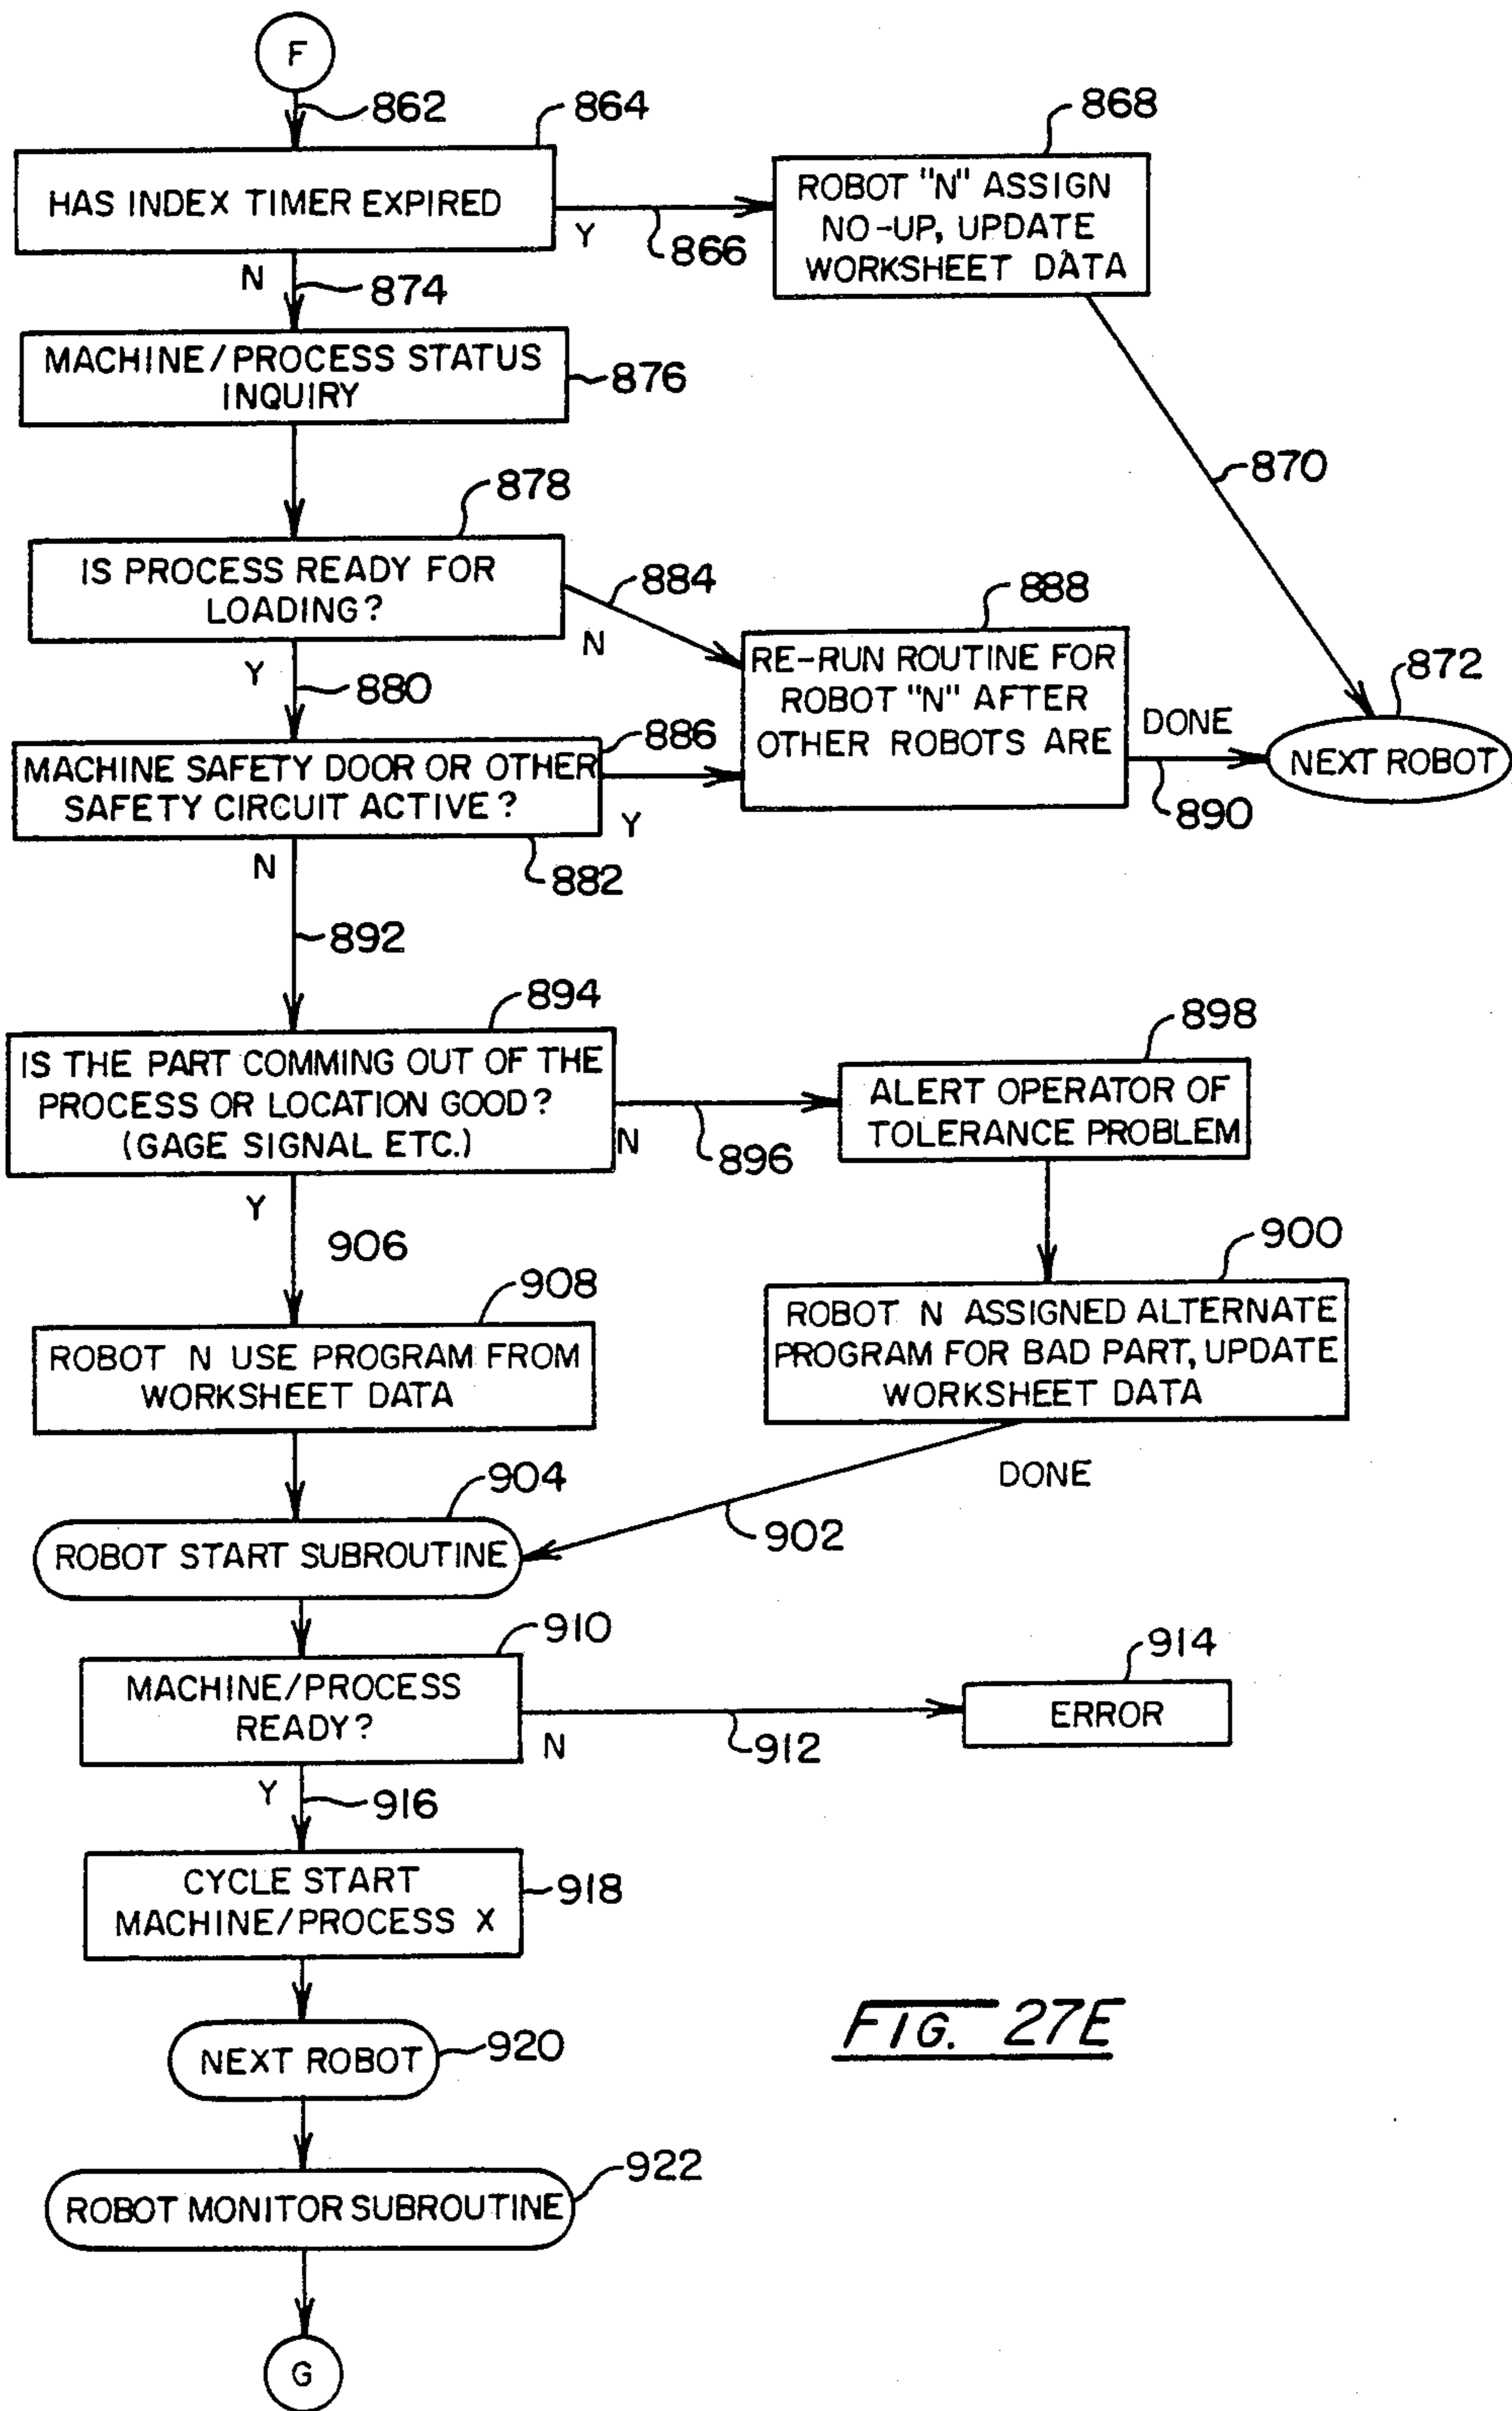 F
862
864
868
HAS INDEX TIMER EXPIRED
Y
866
ROBOT "N" ASSIGN
NO-UP, UPDATE
WORKSHEET DATA
N
874
MACHINE/PROCESS STATUS
INQUIRY
876
870
878
IS PROCESS READY FOR
LOADING?
884
N
888
RE-RUN ROUTINE FOR
ROBOT "N" AFTER
OTHER ROBOTS ARE
DONE
890
872
NEXT ROBOT
Y
880
MACHINE SAFETY DOOR OR OTHER
SAFETY CIRCUIT ACTIVE?
886
Y
882
N
892
894
IS THE PART COMMING OUT OF THE
PROCESS OR LOCATION GOOD?
(GAGE SIGNAL ETC.)
N
896
898
ALERT OPERATOR OF
TOLERANCE PROBLEM
Y
906
900
ROBOT N ASSIGNED ALTERNATE
PROGRAM FOR BAD PART, UPDATE
WORKSHEET DATA
908
ROBOT N USE PROGRAM FROM
WORKSHEET DATA
DONE
902
904
ROBOT START SUBROUTINE
910
MACHINE/PROCESS
READY?
N
912
914
ERROR
Y
916
CYCLE START
MACHINE/PROCESS X
918
NEXT ROBOT
920
FIG. 27E
922
ROBOT MONITOR SUBROUTINE
G